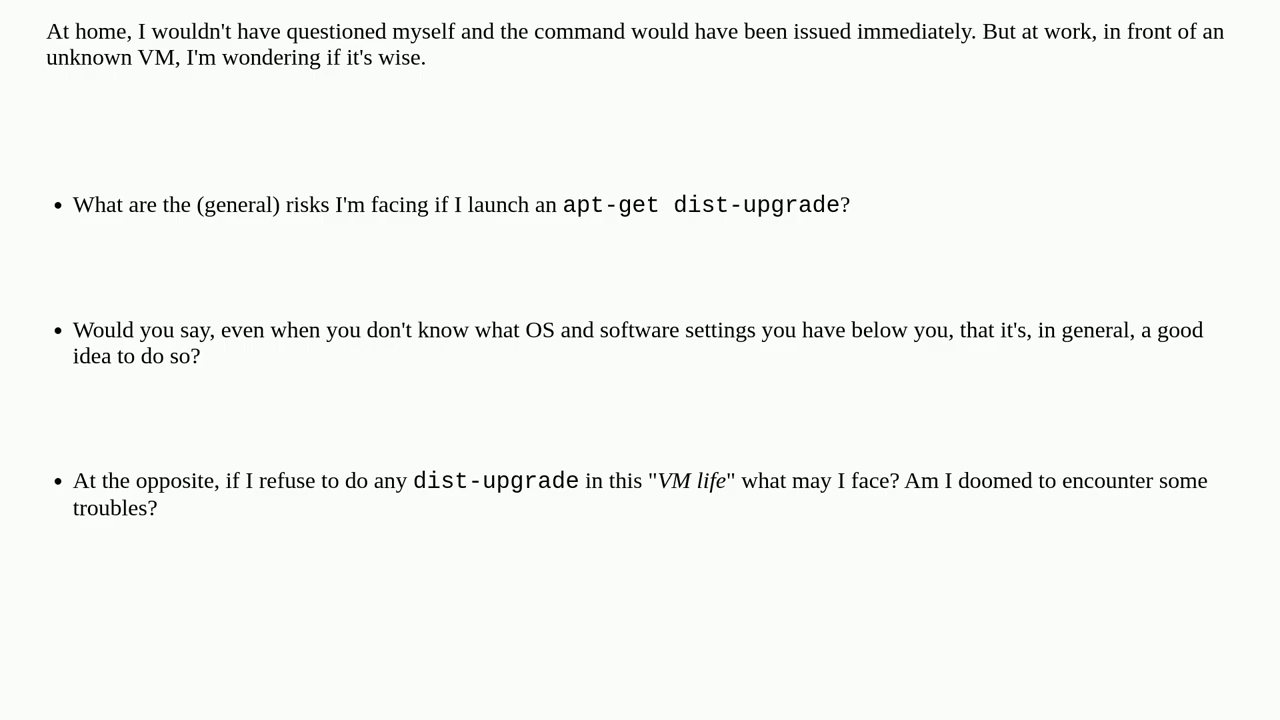 At home, I wouldn't have questioned myself and the command would have been issued immediately. But at work, in front of an
unknown VM, I'm wondering if it's wise.
• What are the (general) risks I'm facing if I launch an apt-get dist-upgrade?
• Would you say, even when you don't know what OS and software settings you have below you, that it's, in general, a good
idea to do so?
• At the opposite, if I refuse to do any dist-upgrade in this "VM life" what may I face? Am I doomed to encounter some
troubles?